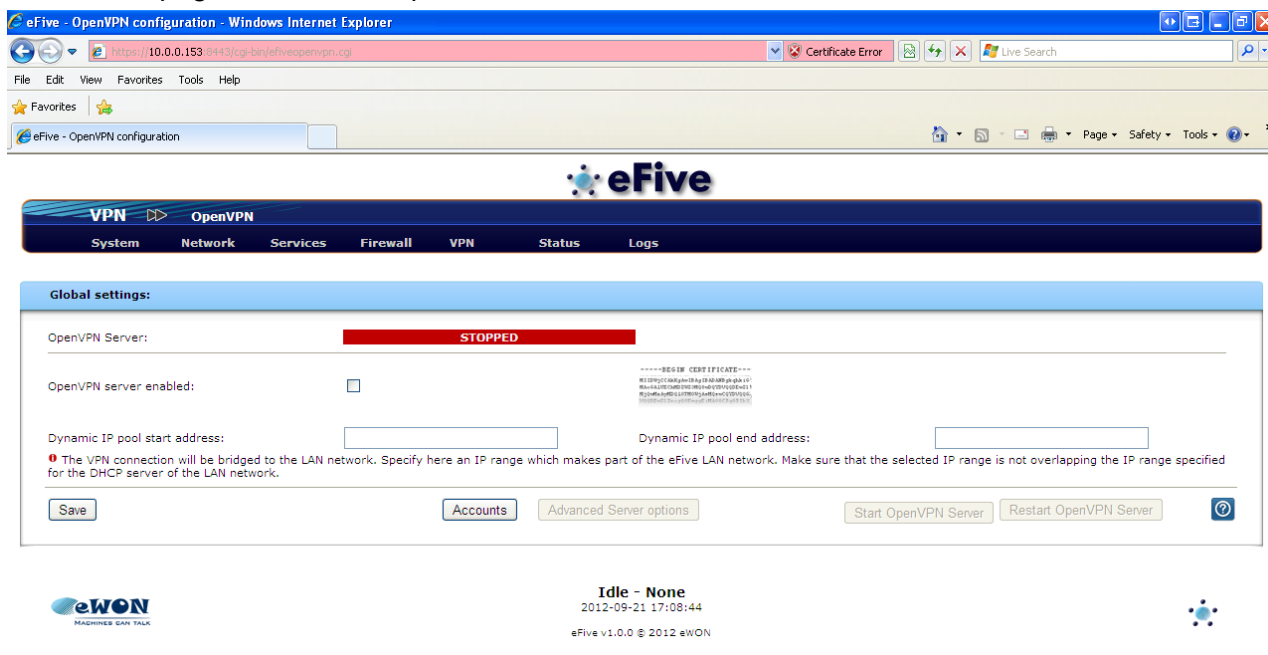 eFive - OpenVPN configuration - Windows Internet Explorer
https://10.0.0.153:8443/cgi-bin/efiveopenvpn.cgi
Certificate Error
Live Search
File Edit View Favorites Tools Help
Favorites
eFive - OpenVPN configuration
Page Safety Tools
eFive
VPN OpenVPN
System Network Services Firewall VPN Status Logs
Global settings:
OpenVPN Server: STOPPED
-----BEGIN CERTIFICATE---
OpenVPN server enabled:
Dynamic IP pool start address: Dynamic IP pool end address:
The VPN connection will be bridged to the LAN network. Specify here an IP range which makes part of the eFive LAN network. Make sure that the selected IP range is not overlapping the IP range specified
for the DHCP server of the LAN network.
Save Accounts Advanced Server options Start OpenVPN Server Restart OpenVPN Server
Idle - None
2012-09-21 17:08:44
eFive v1.0.0 © 2012 eWON
eWON
MACHINES CAN TALK